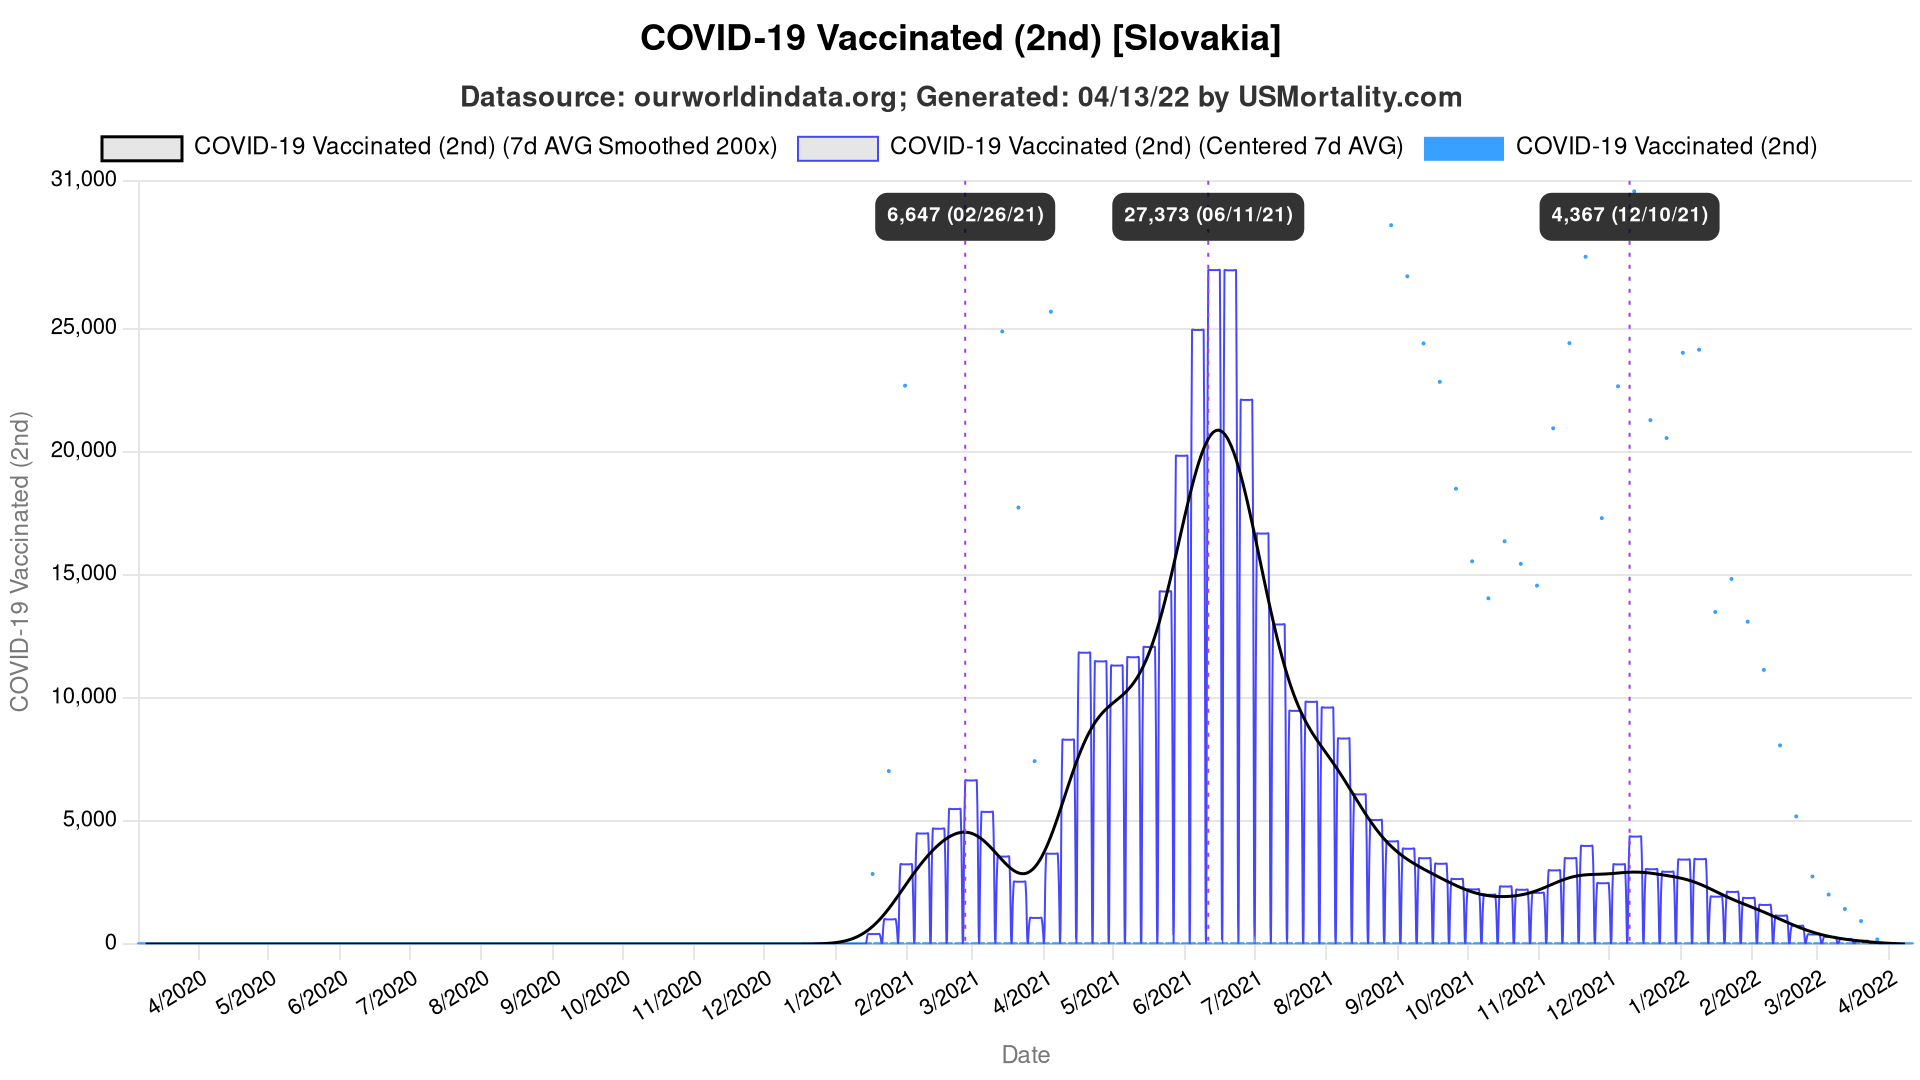 COVID-19 Vaccinated (2nd) [Slovakia]
Datasource: ourworldindata.org; Generated: 04/13/22 by USMortality.com
COVID-19 Vaccinated (2nd) (7d AVG Smoothed 200x) COVID-19 Vaccinated (2nd) (Centered 7d AVG) COVID-19 Vaccinated (2nd)
31,000
6,647 (02/26/21) 27,373 (06/11/21) 4,367 (12/10/21)
25,000
20,000
15,000
10,000
5,000
0
COVID-19 Vaccinated (2nd)
4/2020 5/2020 6/2020 7/2020 8/2020 9/2020 10/2020 11/2020 12/2020 1/2021 2/2021 3/2021 4/2021 5/2021 6/2021 7/2021 8/2021 9/2021 10/2021 11/2021 12/2021 1/2022 2/2022 3/2022 4/2022
Date